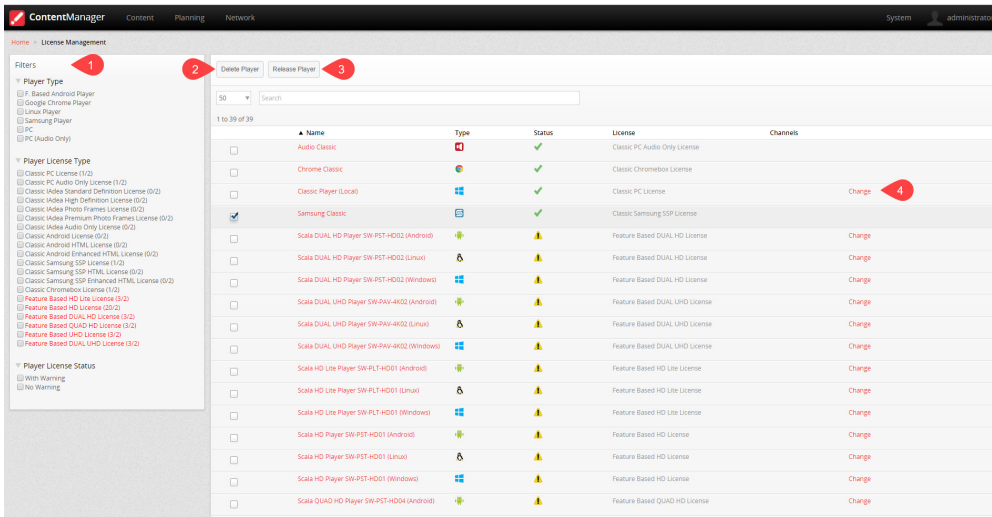 ContentManager Content Planning Network System administrator
Home > License Management
Filters
1
2
Delete Player Release Player
3
Player Type
F. Based Android Player
Google Chrome Player
Linux Player
Samsung Player
PC
PC (Audio Only)
Player License Type
Classic PC License (1/2)
Classic PC Audio Only License (1/2)
Classic IAdea Standard Definition License (0/2)
Classic IAdea High Definition License (0/2)
Classic IAdea Photo Frames License (0/2)
Classic IAdea Premium Photo Frames License (0/2)
Classic IAdea Audio Only License (0/2)
Classic Android License (0/2)
Classic Android HTML License (0/2)
Classic Android Enhanced HTML License (0/2)
Classic Samsung SSP License (1/2)
Classic Samsung SSP HTML License (0/2)
Classic Samsung SSP Enhanced HTML License (0/2)
Classic Chromebox License (1/2)
Feature Based HD Lite License (3/2)
Feature Based HD License (20/2)
Feature Based DUAL HD License (3/2)
Feature Based QUAD HD License (3/2)
Feature Based UHD License (3/2)
Feature Based DUAL UHD License (3/2)
Player License Status
With Warning
No Warning
50 Search
1 to 39 of 39
Name Type Status License Channels
Audio Classic Classic PC Audio Only License
Chrome Classic Classic Chromebox License
Classic Player (Local) Classic PC License Change 4
Samsung Classic Classic Samsung SSP License
Scala DUAL HD Player SW-PST-HD02 (Android) Feature Based DUAL HD License Change
Scala DUAL HD Player SW-PST-HD02 (Linux) Feature Based DUAL HD License Change
Scala DUAL HD Player SW-PST-HD02 (Windows) Feature Based DUAL HD License Change
Scala DUAL UHD Player SW-PAV-4K02 (Android) Feature Based DUAL UHD License Change
Scala DUAL UHD Player SW-PAV-4K02 (Linux) Feature Based DUAL UHD License Change
Scala DUAL UHD Player SW-PAV-4K02 (Windows) Feature Based DUAL UHD License Change
Scala HD Lite Player SW-PLT-HD01 (Android) Feature Based HD Lite License Change
Scala HD Lite Player SW-PLT-HD01 (Linux) Feature Based HD Lite License Change
Scala HD Lite Player SW-PLT-HD01 (Windows) Feature Based HD Lite License Change
Scala HD Player SW-PST-HD01 (Android) Feature Based HD License Change
Scala HD Player SW-PST-HD01 (Linux) Feature Based HD License Change
Scala HD Player SW-PST-HD01 (Windows) Feature Based HD License Change
Scala QUAD HD Player SW-PST-HD04 (Android) Feature Based QUAD HD License Change